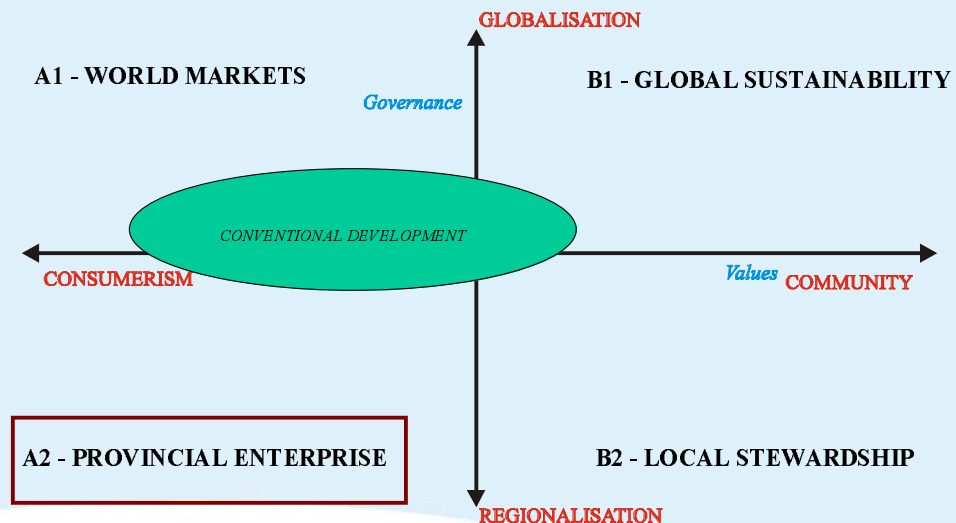 GLOBALISATION
A1 - WORLD MARKETS
B1 - GLOBAL SUSTAINABILITY
Governance
CONVENTIONAL DEVELOPMENT
CONSUMERISM
Values
COMMUNITY
A2 - PROVINCIAL ENTERPRISE
B2 - LOCAL STEWARDSHIP
REGIONALISATION